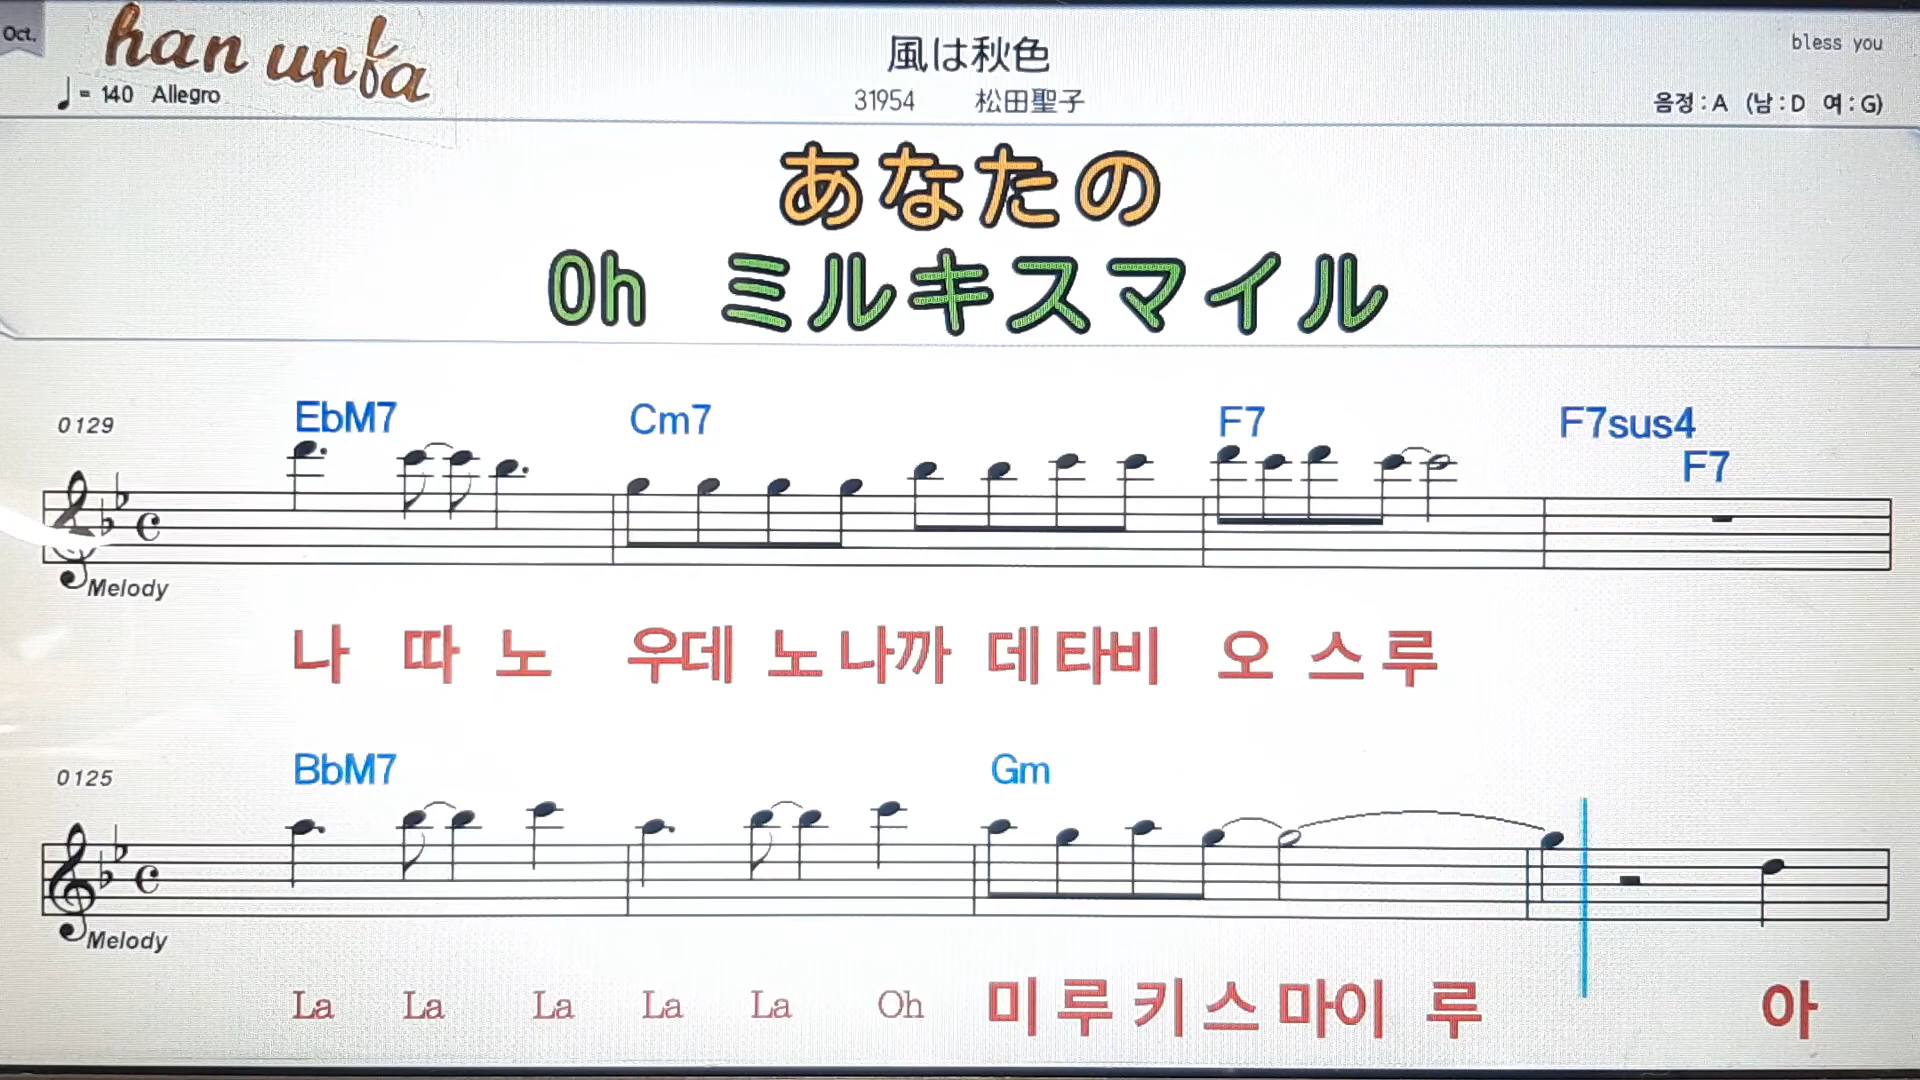 Oct.
han unfa
bless you
風は秋色
♩= 140 Allegro
31954 松田聖子
음정 : A (남 : D 여 : G)
あなたの
Oh ミルキスマイル
0129
EbM7 Cm7 F7 F7sus4
F7
Melody
나 따 노 우데 노 나까 데 타비 오 스 루
0125
BbM7 Gm
Melody
La La La La La Oh 미 루 키 스 마이 루 아